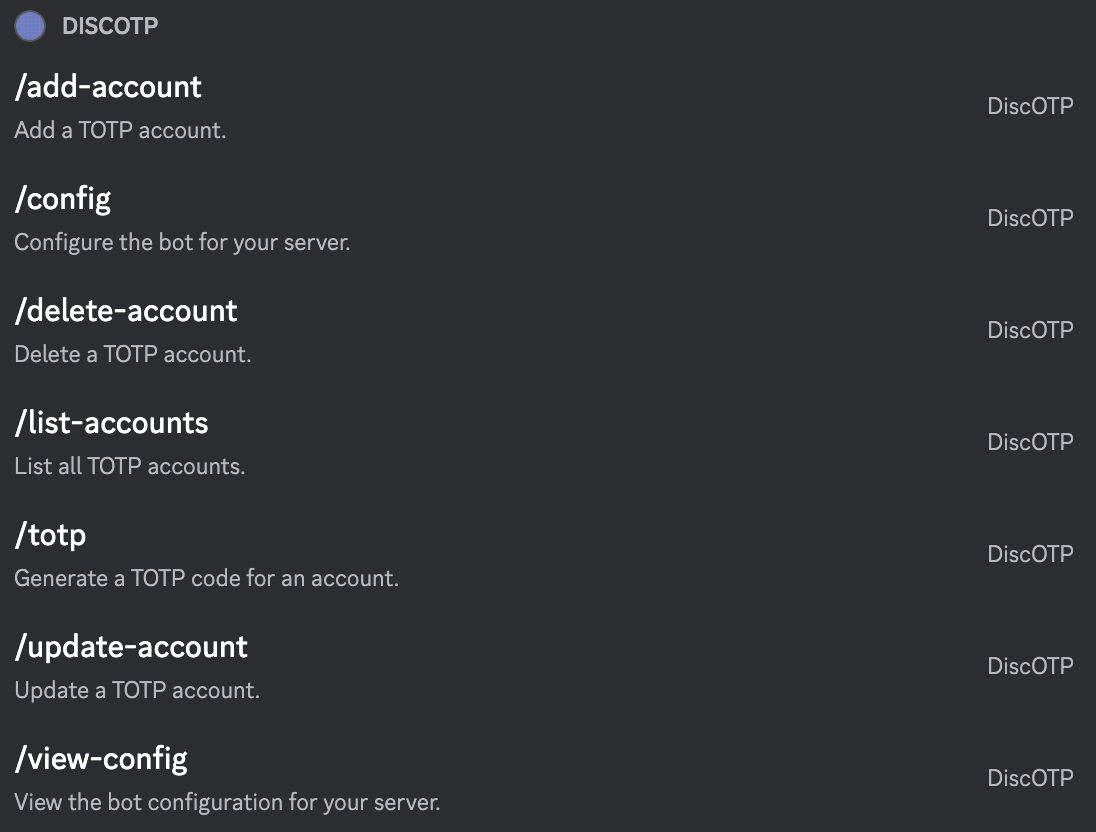 DISCOTP
/add-account
Add a TOTP account.
DiscOTP
/config
Configure the bot for your server.
DiscOTP
/delete-account
Delete a TOTP account.
DiscOTP
/list-accounts
List all TOTP accounts.
DiscOTP
/totp
Generate a TOTP code for an account.
DiscOTP
/update-account
Update a TOTP account.
DiscOTP
/view-config
View the bot configuration for your server.
DiscOTP